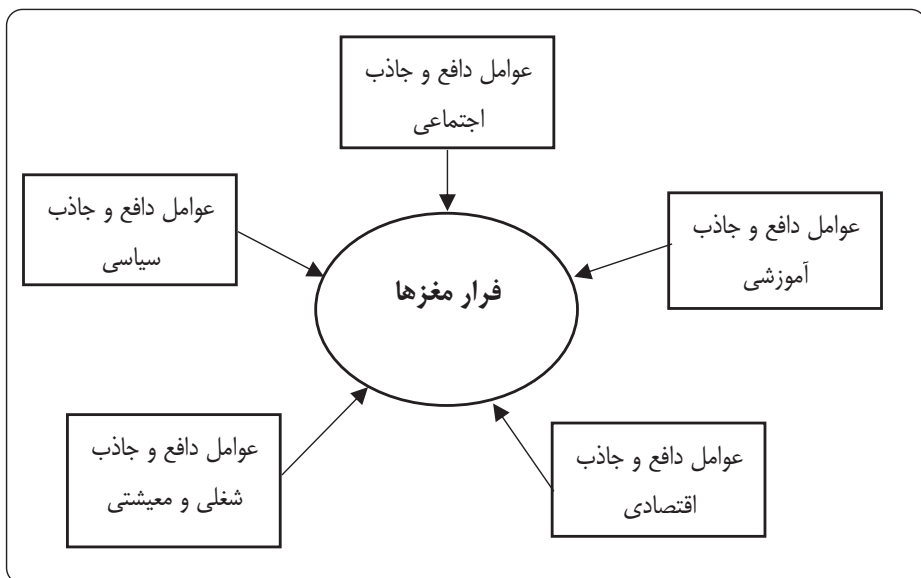 عوامل دافع و جاذب
اجتماعی
عوامل دافع و جاذب
آموزشی
عوامل دافع و جاذب
سیاسی
فرار مغزها
عوامل دافع و جاذب
اقتصادی
عوامل دافع و جاذب
شغلی و معیشتی